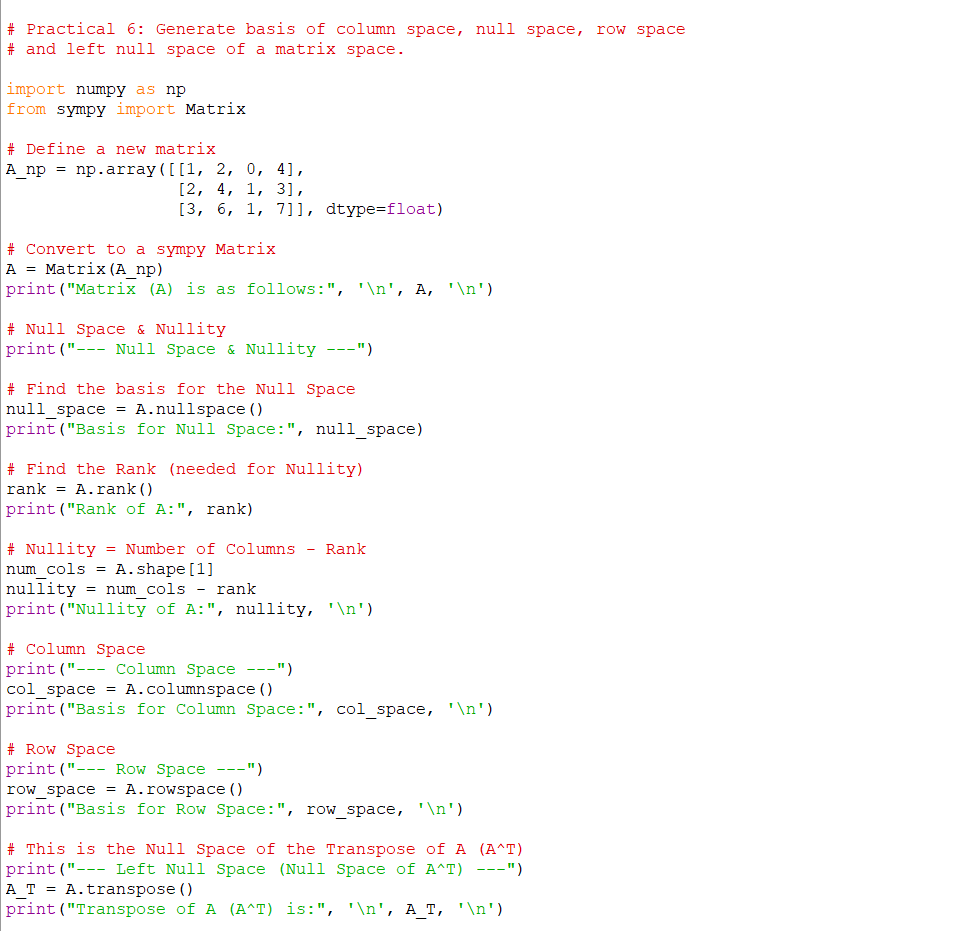 # Practical 6: Generate basis of column space, null space, row space
# and left null space of a matrix space.
import numpy as np
from sympy import Matrix
# Define a new matrix
A_np = np.array([[1, 2, 0, 4],
[2, 4, 1, 3],
[3, 6, 1, 7]], dtype=float)
# Convert to a sympy Matrix
A = Matrix(A_np)
print("Matrix (A) is as follows:", '\n', A, '\n')
# Null Space & Nullity
print("--- Null Space & Nullity ---")
# Find the basis for the Null Space
null_space = A.nullspace()
print("Basis for Null Space:", null_space)
# Find the Rank (needed for Nullity)
rank = A.rank()
print("Rank of A:", rank)
# Nullity = Number of Columns - Rank
num_cols = A.shape[1]
nullity = num_cols - rank
print("Nullity of A:", nullity, '\n')
# Column Space
print("--- Column Space ---")
col_space = A.columnspace()
print("Basis for Column Space:", col_space, '\n')
# Row Space
print("--- Row Space ---")
row_space = A.rowspace()
print("Basis for Row Space:", row_space, '\n')
# This is the Null Space of the Transpose of A (A^T)
print("--- Left Null Space (Null Space of A^T) ---")
A_T = A.transpose()
print("Transpose of A (A^T) is:", '\n', A_T, '\n')